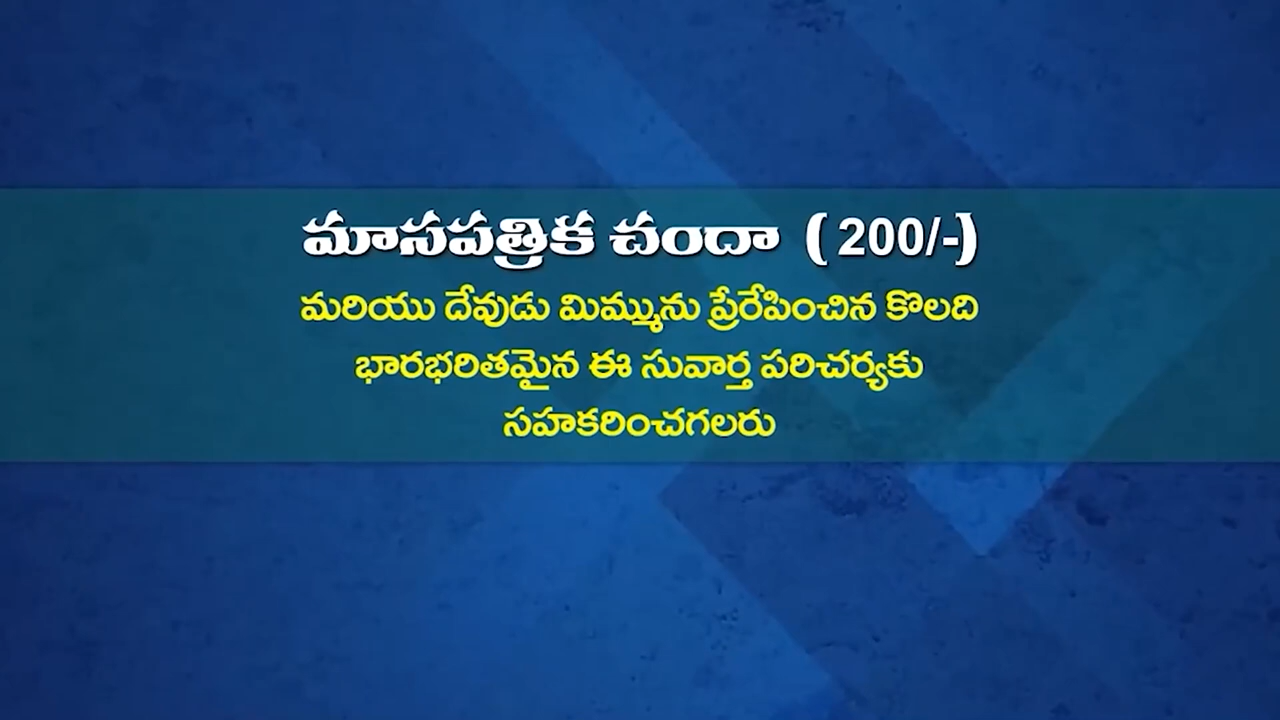 మాసపత్రిక చందా ( 200/-)
మరియు దేవుడు మిమ్మును ప్రేరేపించిన కొలది
భారభరితమైన ఈ సువార్త పరిచర్యకు
సహకరించగలరు